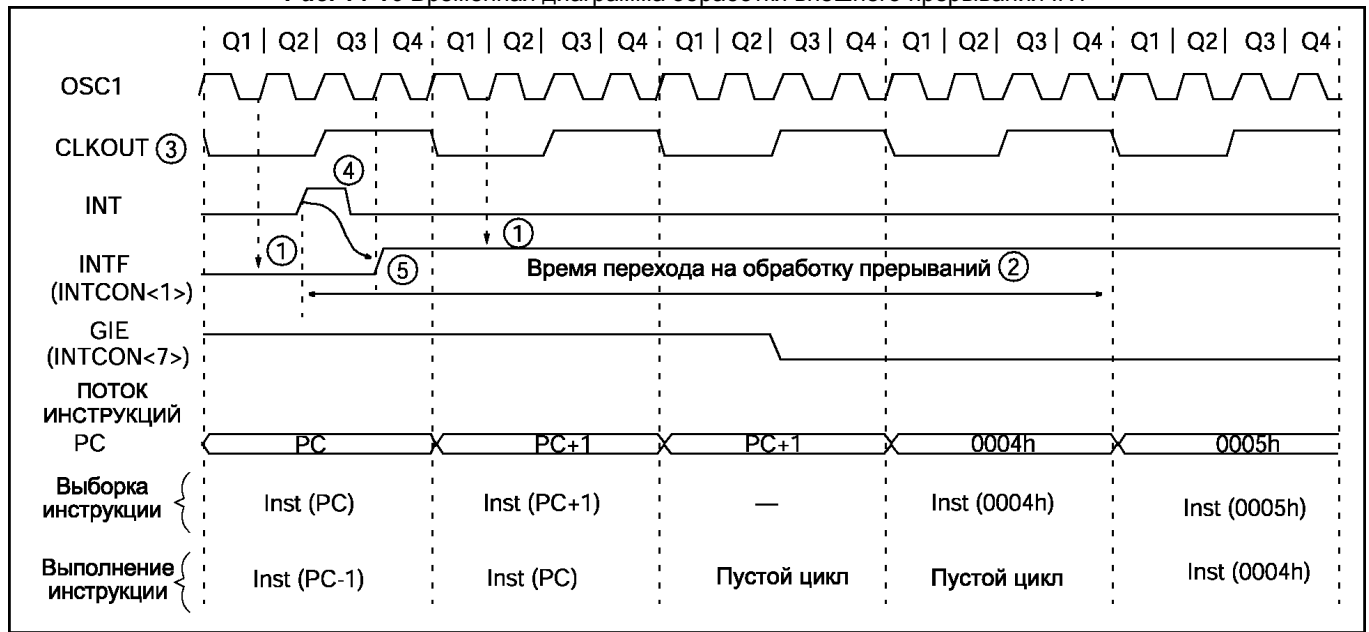 Q1 | Q2 | Q3 | Q4 Q1 | Q2 | Q3 | Q4 Q1 | Q2 | Q3 | Q4 Q1 | Q2 | Q3 | Q4 Q1 | Q2 | Q3 | Q4
OSC1
CLKOUT ③
④
INT
① ①
INTF
(INTCON<1>)
⑤ Время перехода на обработку прерываний ②
GIE
(INTCON<7>)
ПОТОК
ИНСТРУКЦИЙ
PC PC PC+1 PC+1 0004h 0005h
Выборка
инструкции
Inst (PC) Inst (PC+1) — Inst (0004h) Inst (0005h)
Выполнение
инструкции
Inst (PC-1) Inst (PC) Пустой цикл Пустой цикл Inst (0004h)